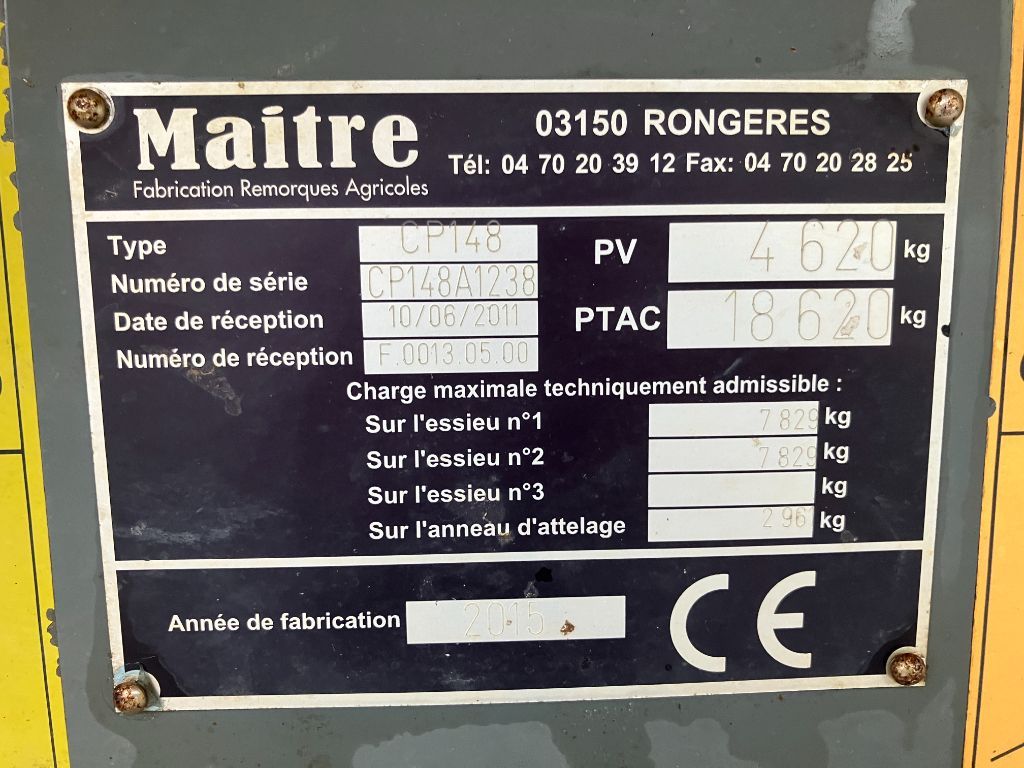 Maitre
Fabrication Remorques Agricoles
03150 RONGERES
Tél: 04 70 20 39 12 Fax: 04 70 20 28 25
Type CP148
Numéro de série CP148A1238
Date de réception 10/06/2011
Numéro de réception F.0013.05.00
PV 4 620 kg
PTAC 18 620 kg
Charge maximale techniquement admissible :
Sur l'essieu n°1 7 829 kg
Sur l'essieu n°2 7 829 kg
Sur l'essieu n°3 kg
Sur l'anneau d'attelage kg
Année de fabrication 2015
CE